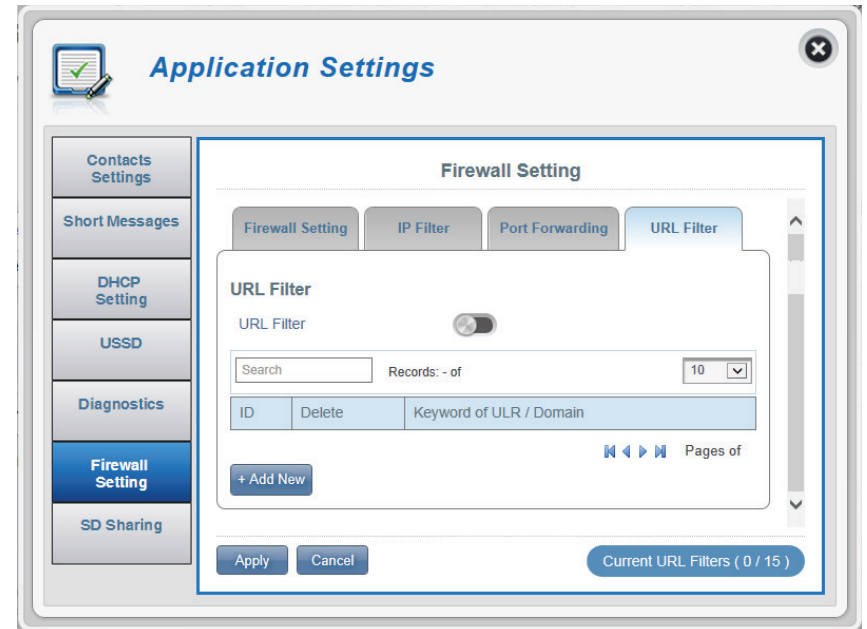 Application Settings
Contacts
Settings
Short Messages
DHCP
Setting
USSD
Diagnostics
Firewall
Setting
SD Sharing
Firewall Setting
Firewall Setting
IP Filter
Port Forwarding
URL Filter
URL Filter
URL Filter
Search
Records: - of
10
ID
Delete
Keyword of ULR / Domain
Pages of
+ Add New
Apply
Cancel
Current URL Filters ( 0 / 15 )